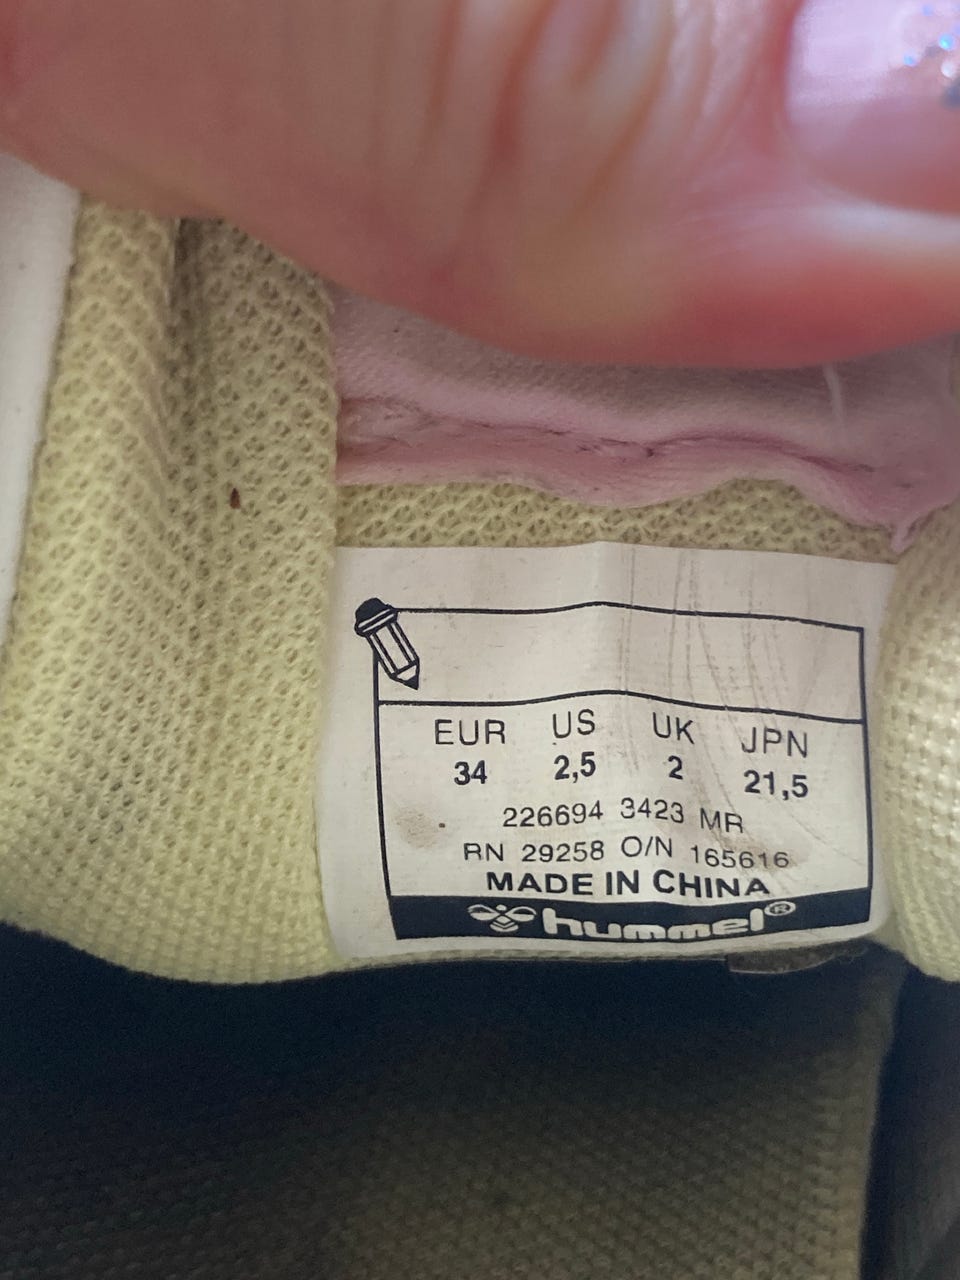 EUR US UK JPN
34 2,5 2 21,5
226694 3423 MR
RN 29258 O/N 165616
MADE IN CHINA
hummel®